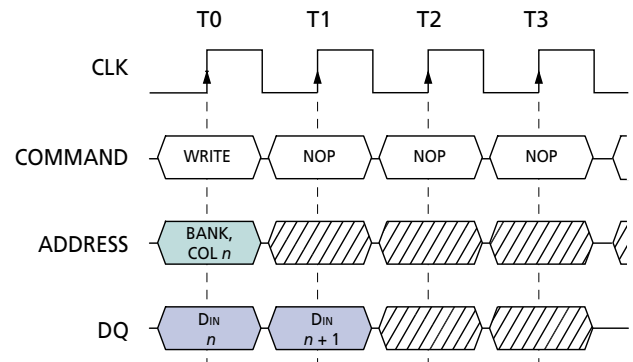 T0 T1 T2 T3
CLK
COMMAND WRITE NOP NOP NOP
ADDRESS BANK,
COL n
DQ DIN
n
DIN
n + 1